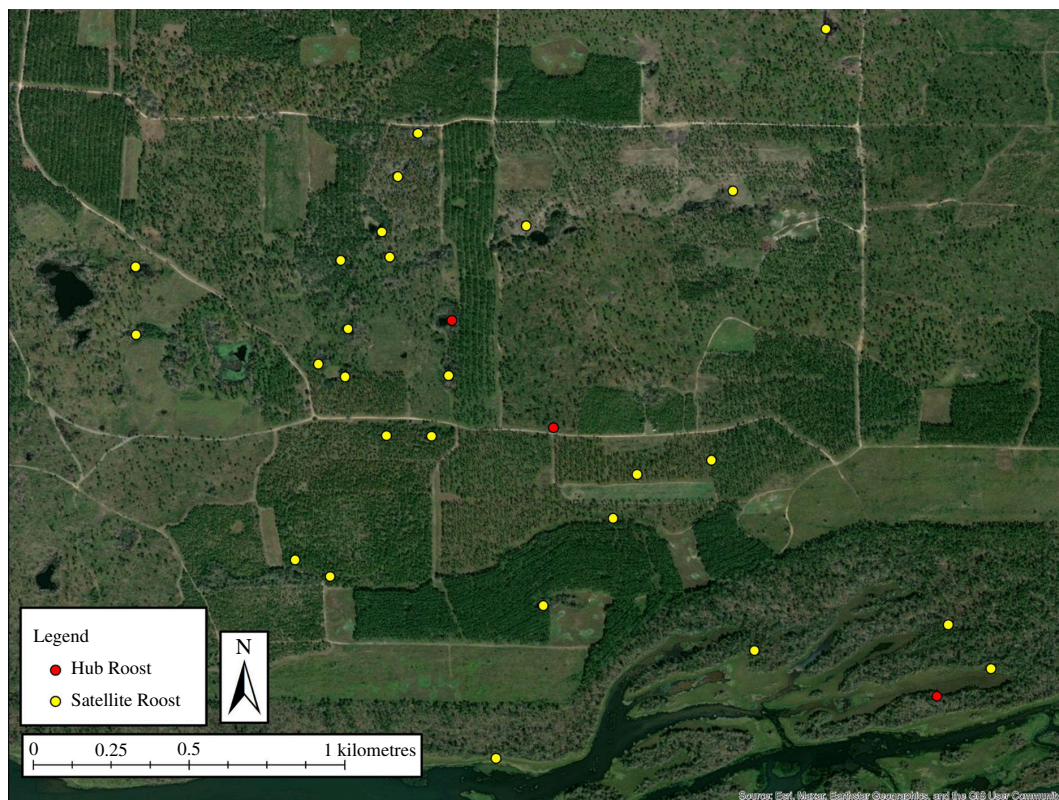 Legend
Hub Roost
Satellite Roost
N
0 0.25 0.5 1 kilometres
Source: Esri, Maxar, Earthstar Geographics, and the GIS User Communit